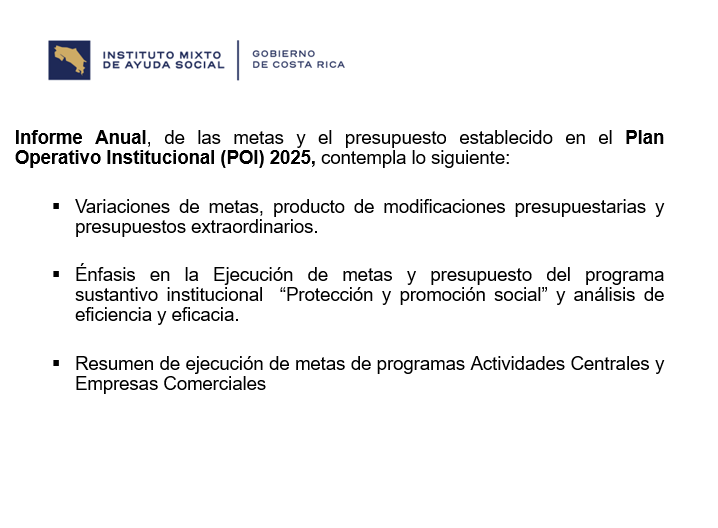 INSTITUTO MIXTO
DE AYUDA SOCIAL
GOBIERNO
DE COSTA RICA
Informe Anual, de las metas y el presupuesto establecido en el Plan
Operativo Institucional (POI) 2025, contempla lo siguiente:
▪ Variaciones de metas, producto de modificaciones presupuestarias y
presupuestos extraordinarios.
▪ Énfasis en la Ejecución de metas y presupuesto del programa
sustantivo institucional “Protección y promoción social” y análisis de
eficiencia y eficacia.
▪ Resumen de ejecución de metas de programas Actividades Centrales y
Empresas Comerciales